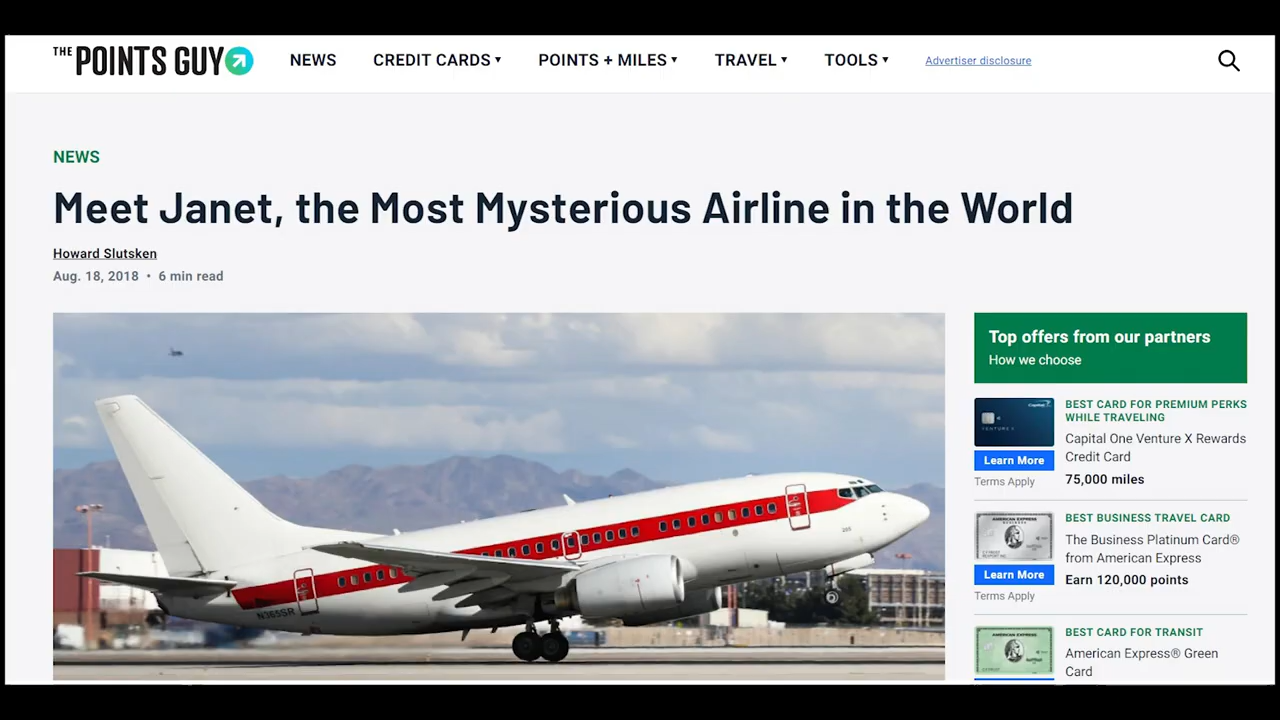 THE POINTS GUY
NEWS
CREDIT CARDS
POINTS + MILES
TRAVEL
TOOLS
Advertiser disclosure
NEWS
Meet Janet, the Most Mysterious Airline in the World
Howard Slutsken
Aug. 18, 2018 • 6 min read
N365SR
Top offers from our partners
How we choose
Learn More
Terms Apply
BEST CARD FOR PREMIUM PERKS
WHILE TRAVELING
Capital One Venture X Rewards
Credit Card
75,000 miles
AMERICAN EXPRESS
Learn More
Terms Apply
BEST BUSINESS TRAVEL CARD
The Business Platinum Card®
from American Express
Earn 120,000 points
AMERICAN EXPRESS
BEST CARD FOR TRANSIT
American Express® Green
Card